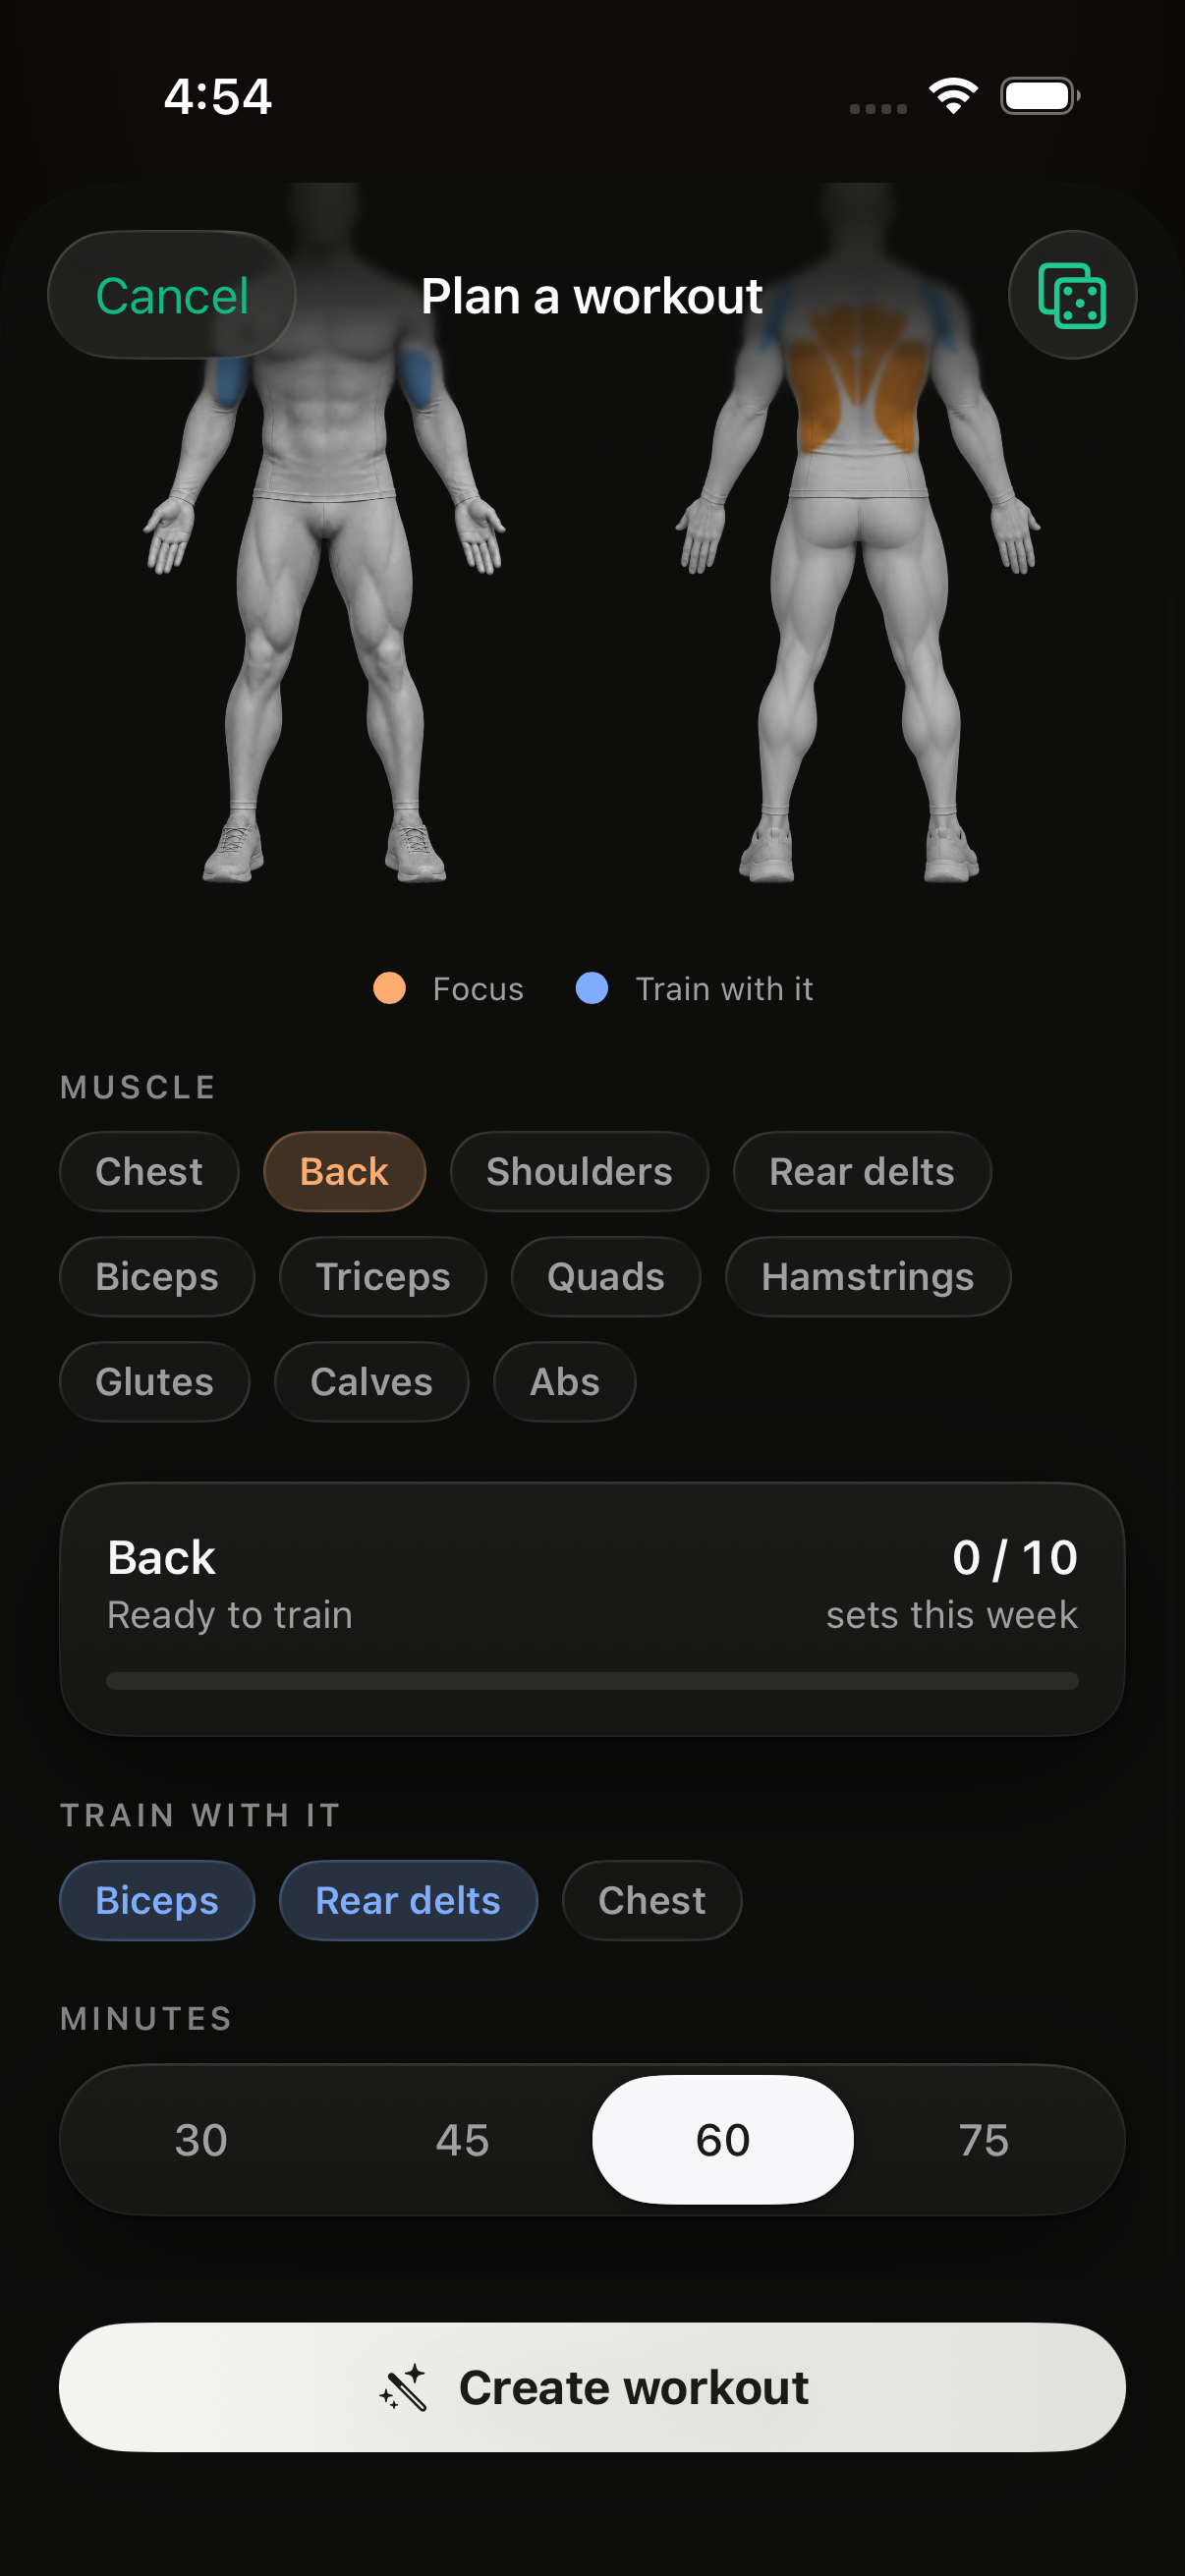 4:54
Cancel
Plan a workout
Focus
Train with it
MUSCLE
Chest
Back
Shoulders
Rear delts
Biceps
Triceps
Quads
Hamstrings
Glutes
Calves
Abs
Back
0 / 10
Ready to train
sets this week
TRAIN WITH IT
Biceps
Rear delts
Chest
MINUTES
30
45
60
75
Create workout